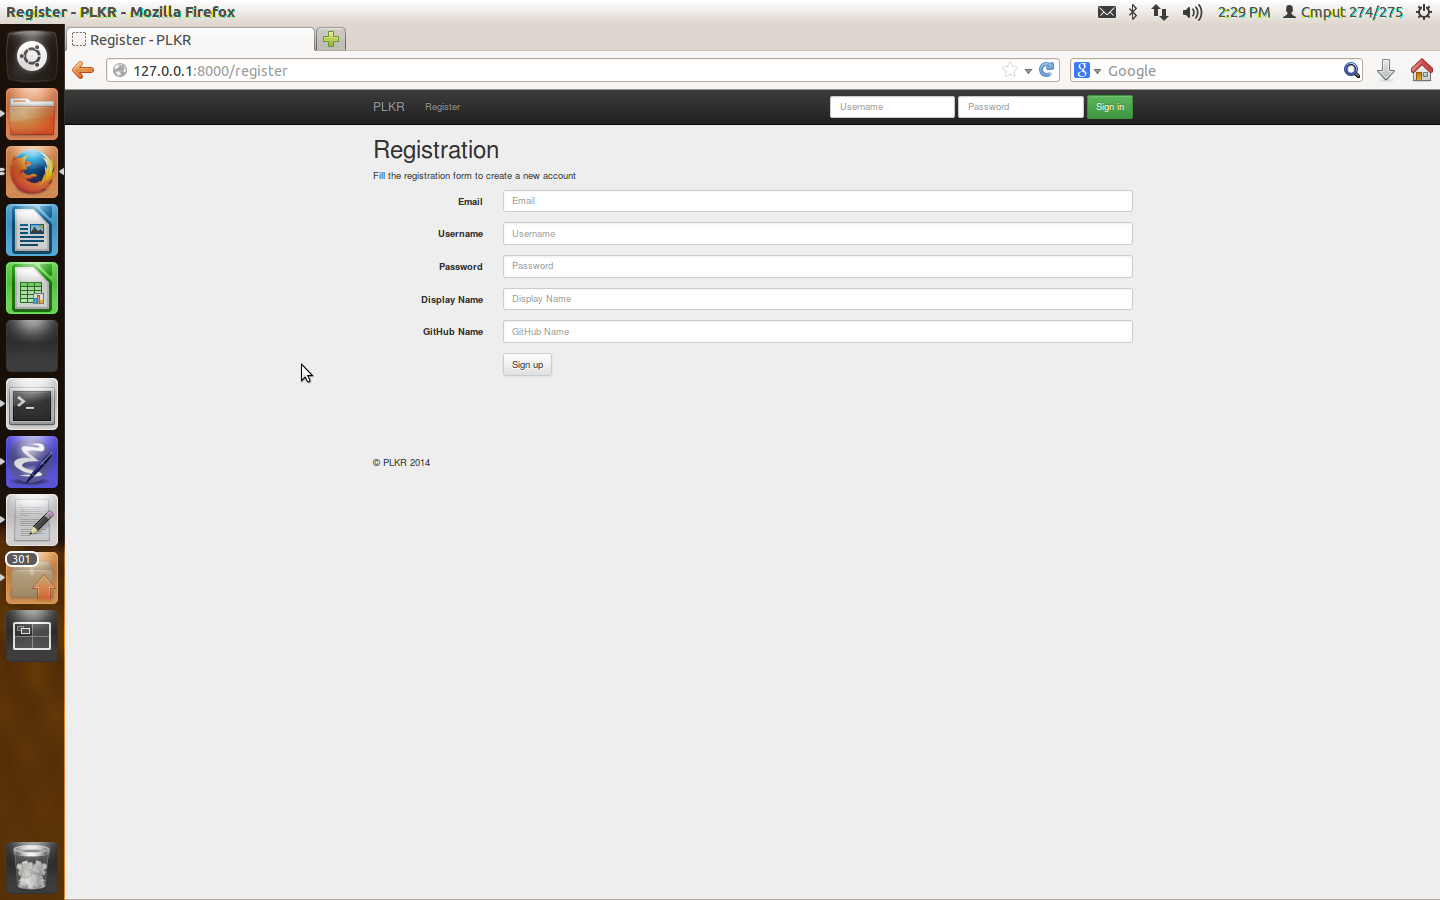 Register - PLKR - Mozilla Firefox
2:29 PM
Cmput 274/275
Register - PLKR
127.0.0.1:8000/register
Google
PLKR
Register
Username
Password
Sign in
Registration
Fill the registration form to create a new account
Email
Email
Username
Username
Password
Password
Display Name
Display Name
GitHub Name
GitHub Name
Sign up
© PLKR 2014
301